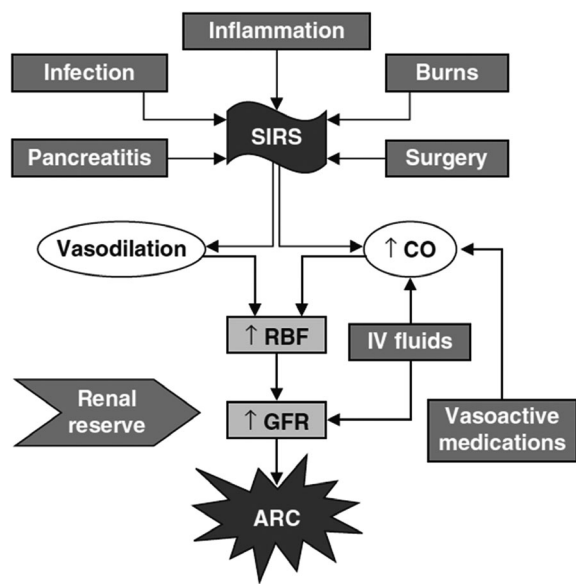 Inflammation
Infection
Burns
SIRS
Pancreatitis
Surgery
Vasodilation
↑ CO
↑ RBF
IV fluids
Renal
reserve
↑ GFR
Vasoactive
medications
ARC